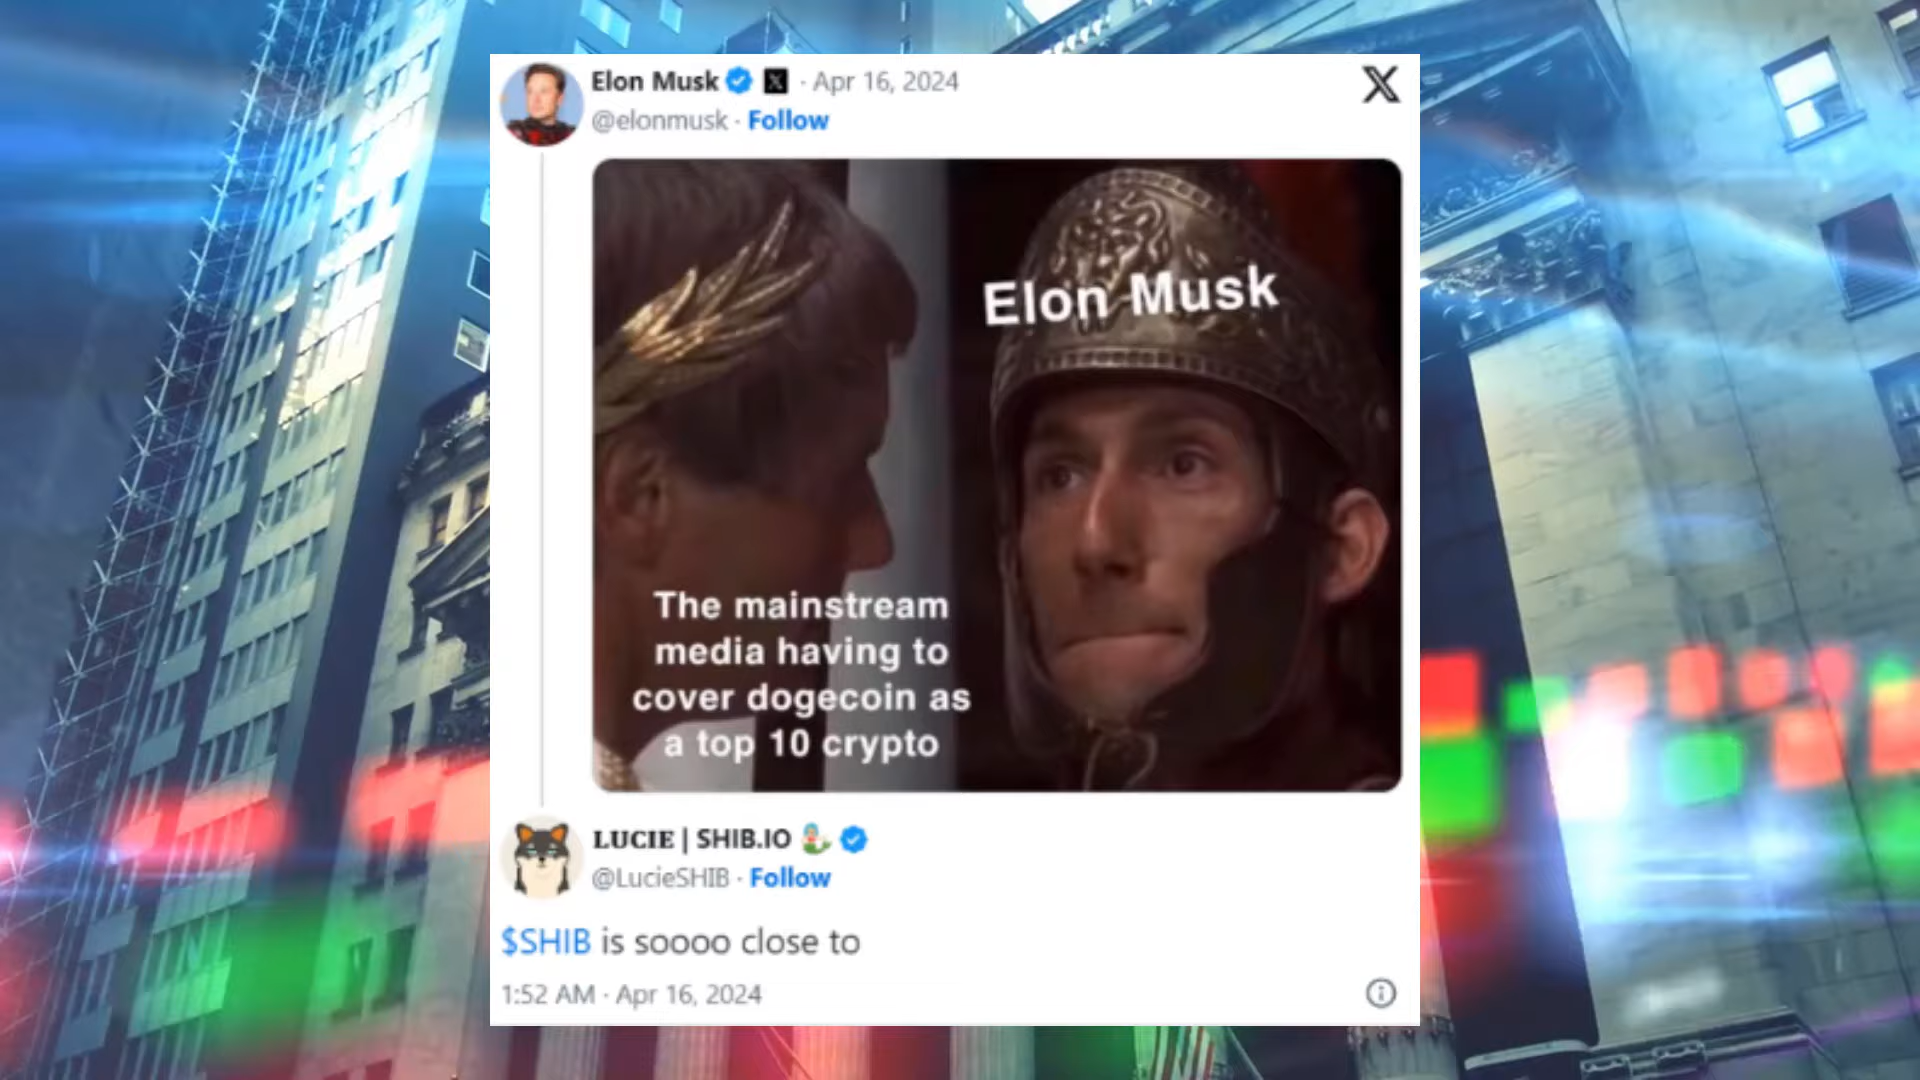 Elon Musk · Apr 16, 2024
@elonmusk · Follow
Elon Musk
The mainstream
media having to
cover dogecoin as
a top 10 crypto
LUCIE | SHIB.IO
@LucieSHIB · Follow
$SHIB is soooo close to
1:52 AM · Apr 16, 2024